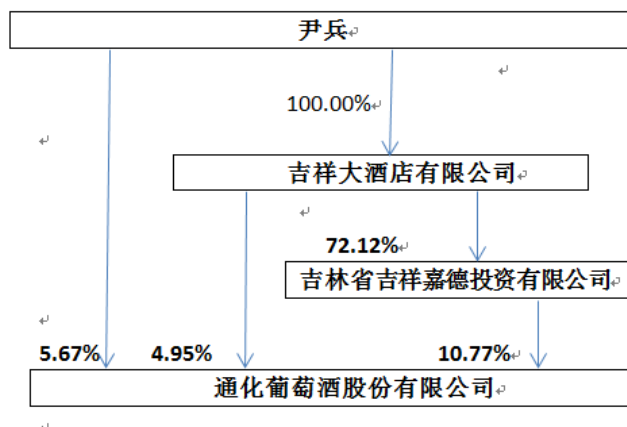 尹兵
100.00%
吉祥大酒店有限公司
72.12%
吉林省吉祥嘉德投资有限公司
5.67% 4.95% 10.77%
通化葡萄酒股份有限公司